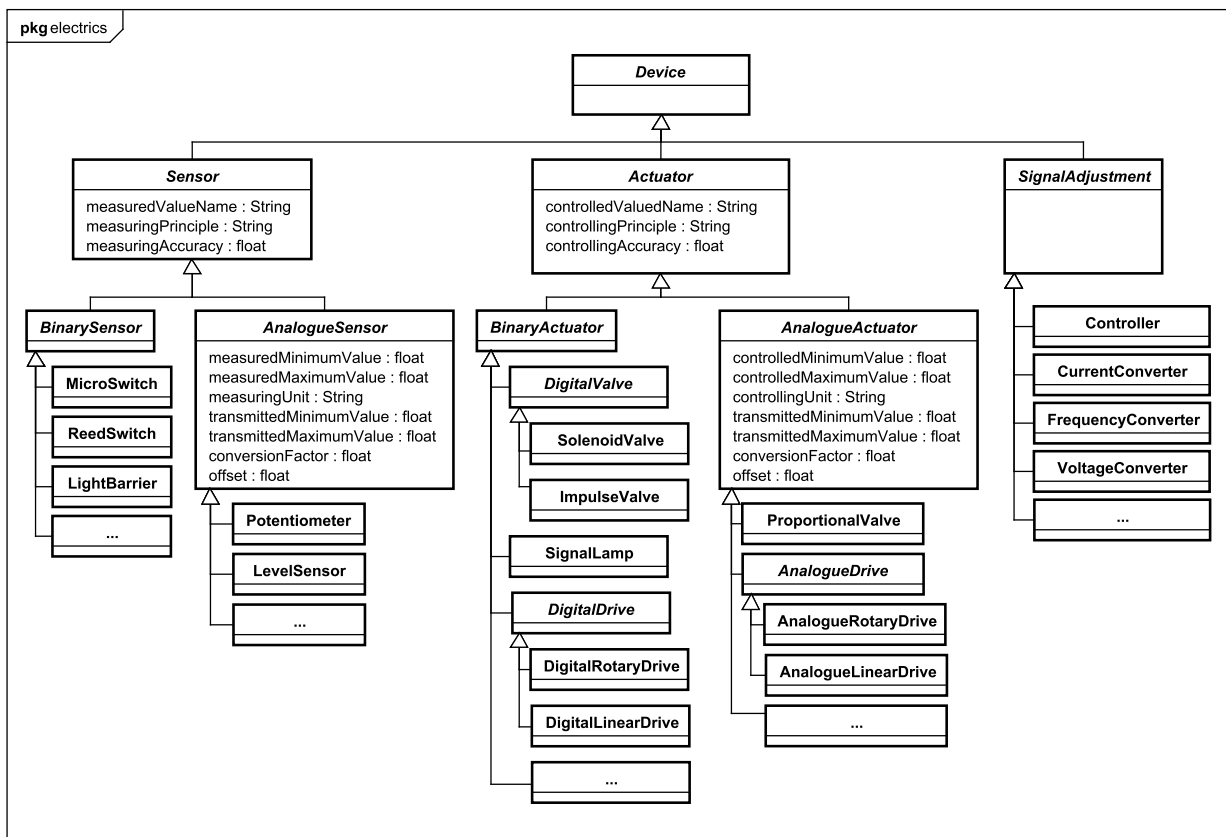 pkg electrics
Device
Sensor
measuredValueName : String
measuringPrinciple : String
measuringAccuracy : float
Actuator
controlledValuedName : String
controllingPrinciple : String
controllingAccuracy : float
SignalAdjustment
BinarySensor
MicroSwitch
ReedSwitch
LightBarrier
...
AnalogueSensor
measuredMinimumValue : float
measuredMaximumValue : float
measuringUnit : String
transmittedMinimumValue : float
transmittedMaximumValue : float
conversionFactor : float
offset : float
Potentiometer
LevelSensor
...
BinaryActuator
DigitalValve
SolenoidValve
ImpulseValve
SignalLamp
DigitalDrive
DigitalRotaryDrive
DigitalLinearDrive
...
AnalogueActuator
controlledMinimumValue : float
controlledMaximumValue : float
controllingUnit : String
transmittedMinimumValue : float
transmittedMaximumValue : float
conversionFactor : float
offset : float
ProportionalValve
AnalogueDrive
AnalogueRotaryDrive
AnalogueLinearDrive
...
Controller
CurrentConverter
FrequencyConverter
VoltageConverter
...